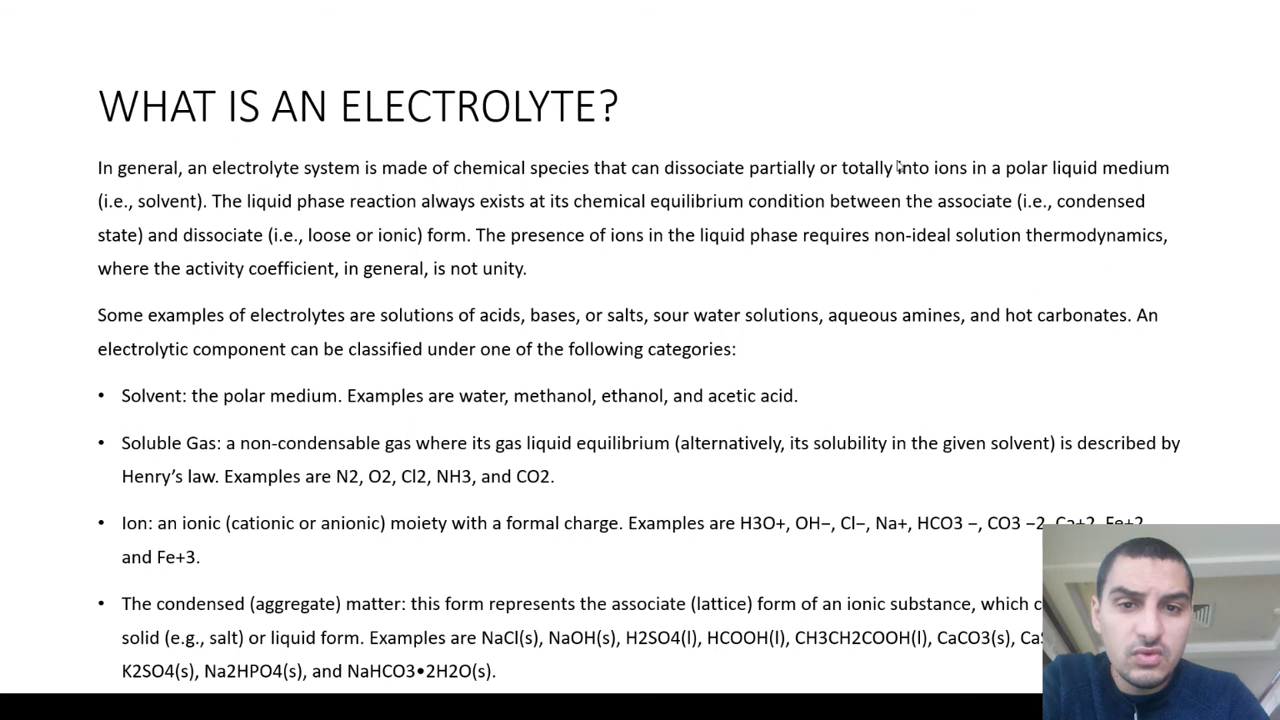 WHAT IS AN ELECTROLYTE?
In general, an electrolyte system is made of chemical species that can dissociate partially or totally into ions in a polar liquid medium
(i.e., solvent). The liquid phase reaction always exists at its chemical equilibrium condition between the associate (i.e., condensed
state) and dissociate (i.e., loose or ionic) form. The presence of ions in the liquid phase requires non-ideal solution thermodynamics,
where the activity coefficient, in general, is not unity.
Some examples of electrolytes are solutions of acids, bases, or salts, sour water solutions, aqueous amines, and hot carbonates. An
electrolytic component can be classified under one of the following categories:
• Solvent: the polar medium. Examples are water, methanol, ethanol, and acetic acid.
• Soluble Gas: a non-condensable gas where its gas liquid equilibrium (alternatively, its solubility in the given solvent) is described by
Henry’s law. Examples are N2, O2, Cl2, NH3, and CO2.
• Ion: an ionic (cationic or anionic) moiety with a formal charge. Examples are H3O+, OH−, Cl−, Na+, HCO3 −, CO3 −2, Ca+2, Fe+2,
and Fe+3.
• The condensed (aggregate) matter: this form represents the associate (lattice) form of an ionic substance, which
solid (e.g., salt) or liquid form. Examples are NaCl(s), NaOH(s), H2SO4(l), HCOOH(l), CH3CH2COOH(l), CaCO3(s),
K2SO4(s), Na2HPO4(s), and NaHCO3•2H2O(s).